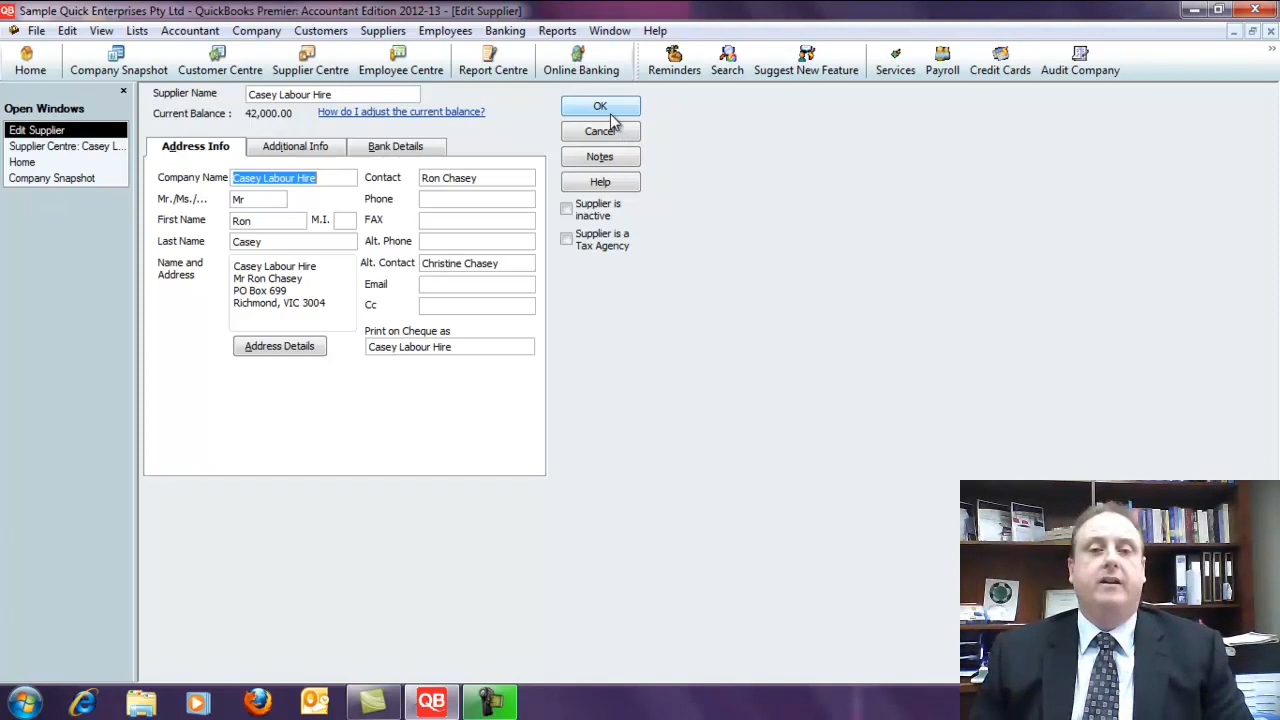 Sample Quick Enterprises Pty Ltd - QuickBooks Premier: Accountant Edition 2012-13 - [Edit Supplier]
File Edit View Lists Accountant Company Customers Suppliers Employees Banking Reports Window Help
Home Company Snapshot Customer Centre Supplier Centre Employee Centre Report Centre Online Banking Reminders Search Suggest New Feature Services Payroll Credit Cards Audit Company
Open Windows
Edit Supplier
Supplier Centre: Casey L...
Home
Company Snapshot
Supplier Name Casey Labour Hire
Current Balance : 42,000.00 How do I adjust the current balance?
Address Info Additional Info Bank Details
Company Name Casey Labour Hire
Mr./Ms./... Mr
First Name Ron M.I.
Last Name Casey
Name and Address
Casey Labour Hire
Mr Ron Chasey
PO Box 699
Richmond, VIC 3004
Address Details
Contact Ron Chasey
Phone
FAX
Alt. Phone
Alt. Contact Christine Chasey
Email
Cc
Print on Cheque as
Casey Labour Hire
OK
Cancel
Notes
Help
Supplier is
inactive
Supplier is a
Tax Agency
QB